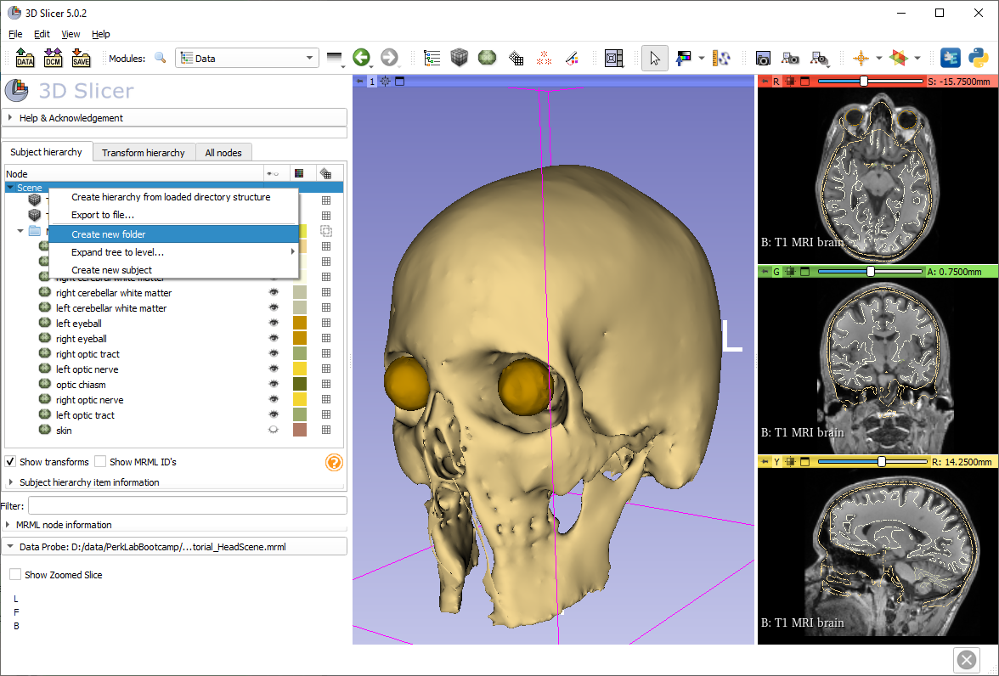 3D Slicer 5.0.2
File Edit View Help
DATA DCM SAVE Modules: Data
3D Slicer
Help & Acknowledgement
Subject hierarchy Transform hierarchy All nodes
Node
Scene
Create hierarchy from loaded directory structure
Export to file...
Create new folder
Expand tree to level...
Create new subject
right cerebral white matter
right cerebellar white matter
left cerebellar white matter
left eyeball
right eyeball
right optic tract
left optic nerve
optic chiasm
right optic nerve
left optic tract
skin
Show transforms Show MRML ID's
Subject hierarchy item information
Filter:
MRML node information
Data Probe: D:/data/PerkLabBootcamp/...torial_HeadScene.mrml
Show Zoomed Slice
L
F
B
1
L
R S: -15.7500mm
B: T1 MRI brain
G A: 0.7500mm
B: T1 MRI brain
Y R: 14.2500mm
B: T1 MRI brain